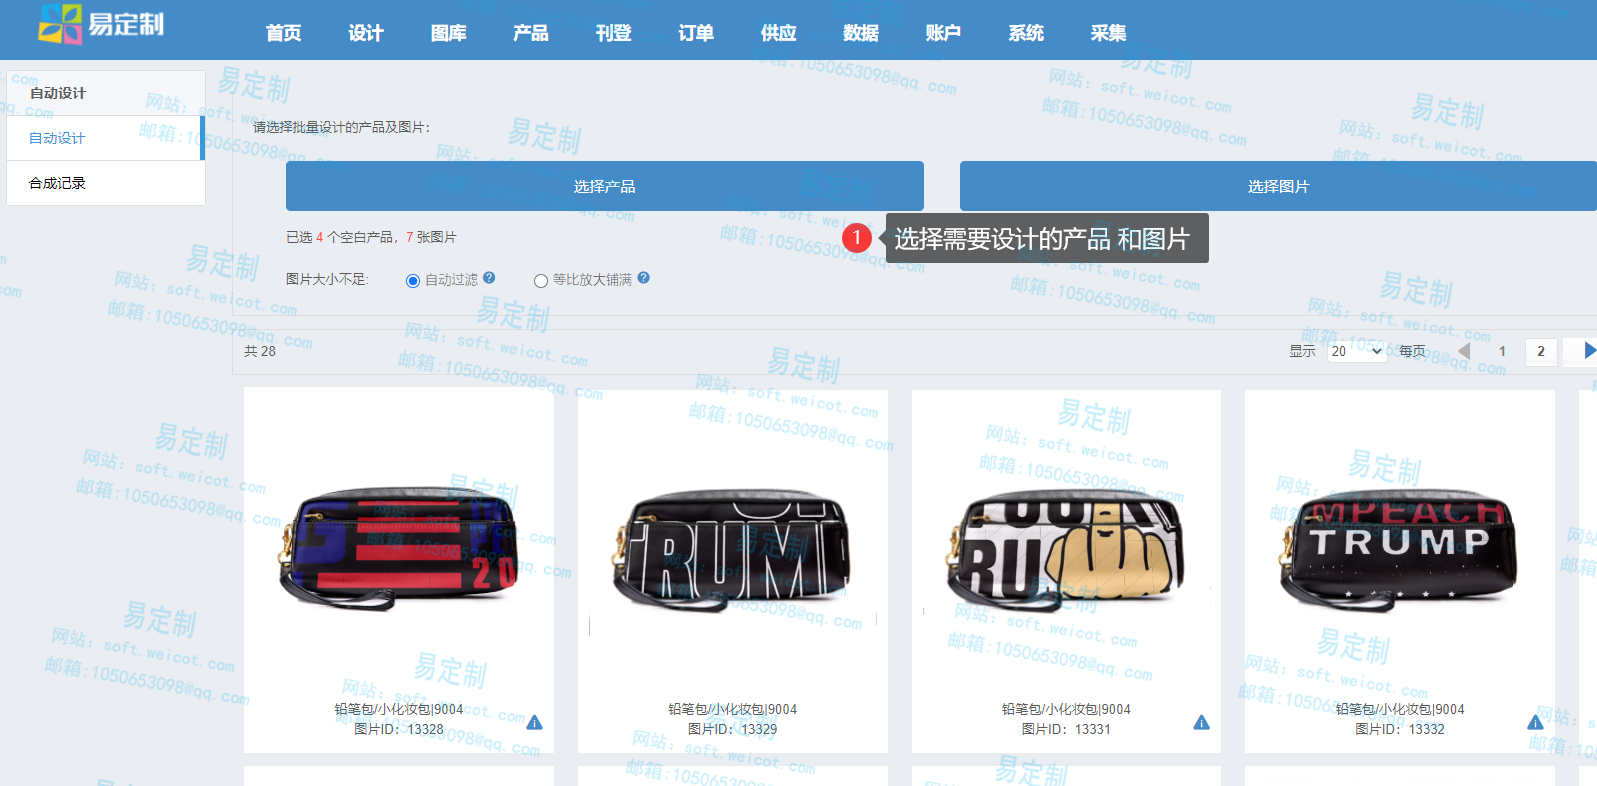 易定制
首页 设计 图库 产品 刊登 订单 供应 数据 账户 系统 采集
自动设计
自动设计
合成记录
请选择批量设计的产品及图片:
选择产品
选择图片
已选 4 个空白产品, 7 张图片
1 选择需要设计的产品 和图片
图片大小不足: 自动过滤 ? 等比放大铺满 ?
共 28
显示 20 每页 1 2
20
RUM
RU
MPEACH
TRUMP
铅笔包/小化妆包|9004
图片ID: 13328
铅笔包/小化妆包|9004
图片ID: 13329
铅笔包/小化妆包|9004
图片ID: 13331
铅笔包/小化妆包|9004
图片ID: 13332
易定制
网站: soft.weicot.com
邮箱:1050653098@qq.com